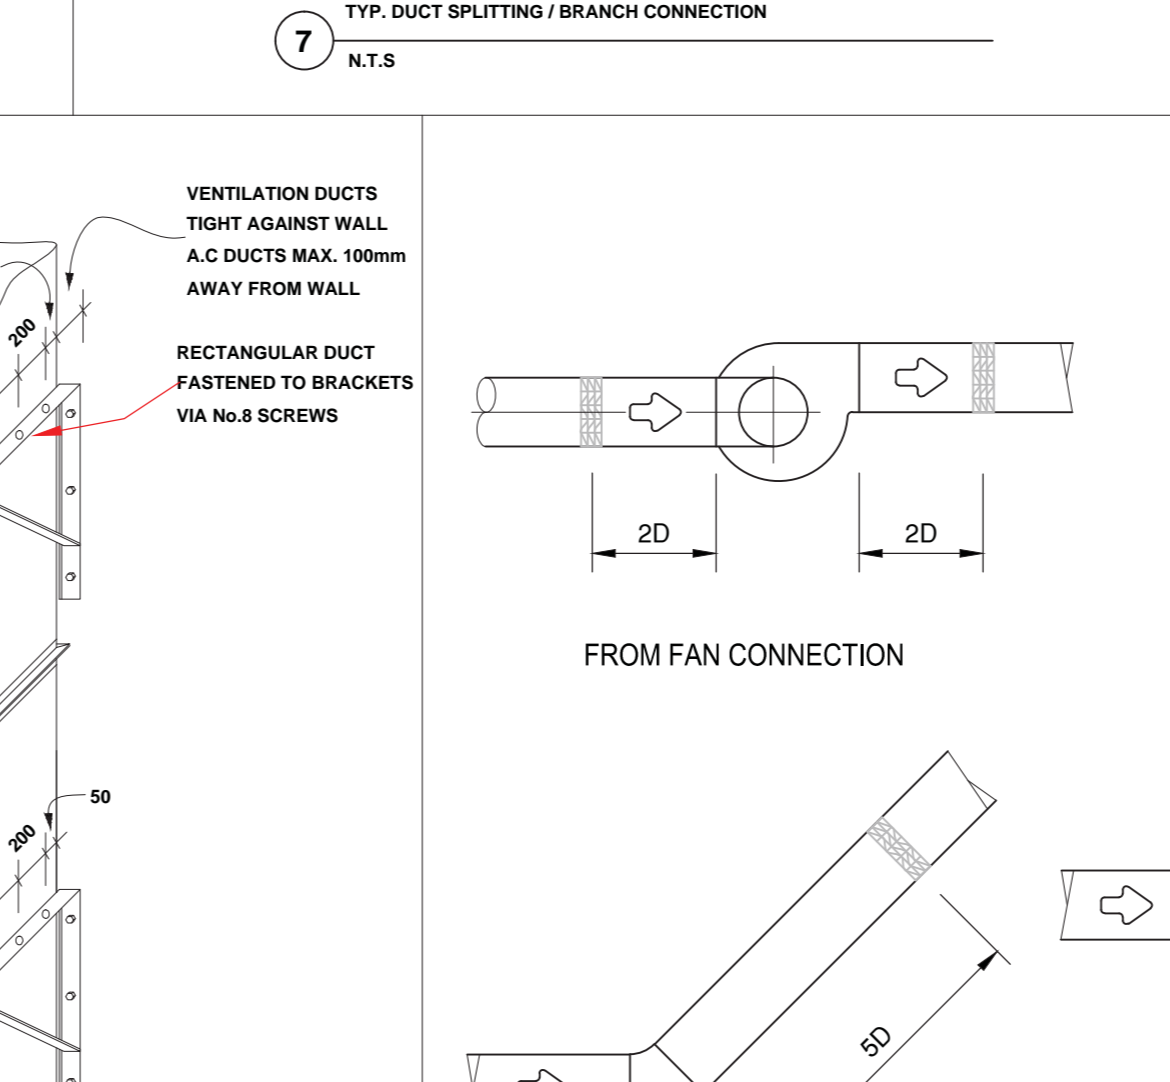 TYP. DUCT SPLITTING / BRANCH CONNECTION
7
N.T.S
VENTILATION DUCTS
TIGHT AGAINST WALL
A.C DUCTS MAX. 100mm
AWAY FROM WALL
200
RECTANGULAR DUCT
FASTENED TO BRACKETS
VIA No.8 SCREWS
2D
2D
FROM FAN CONNECTION
50
200
5D